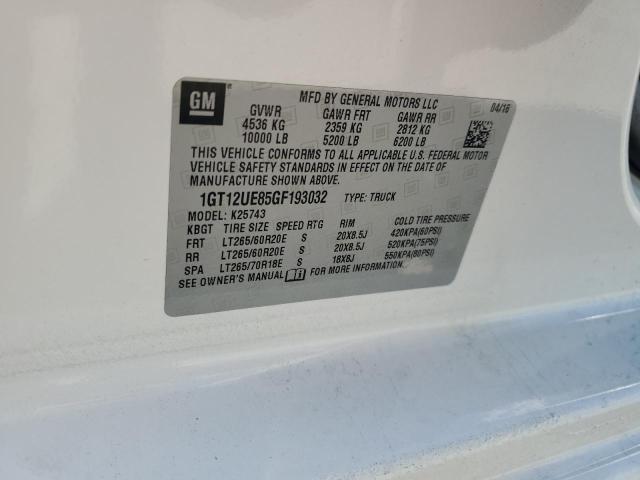 GM
MFD BY GENERAL MOTORS LLC 04/16
GVWR GAWR FRT GAWR RR
4536 KG 2359 KG 2812 KG
10000 LB 5200 LB 6200 LB
THIS VEHICLE CONFORMS TO ALL APPLICABLE U.S. FEDERAL MOTOR
VEHICLE SAFETY STANDARDS IN EFFECT ON THE DATE OF
MANUFACTURE SHOWN ABOVE.
1GT12UE85GF193032 TYPE: TRUCK
MODEL: K25743
KBGT TIRE SIZE SPEED RTG RIM COLD TIRE PRESSURE
FRT LT265/60R20E S 20X8.5J 420KPA(60PSI)
RR LT265/60R20E S 20X8.5J 520KPA(75PSI)
SPA LT265/70R18E S 18X8J 550KPA(80PSI)
SEE OWNER'S MANUAL FOR MORE INFORMATION.